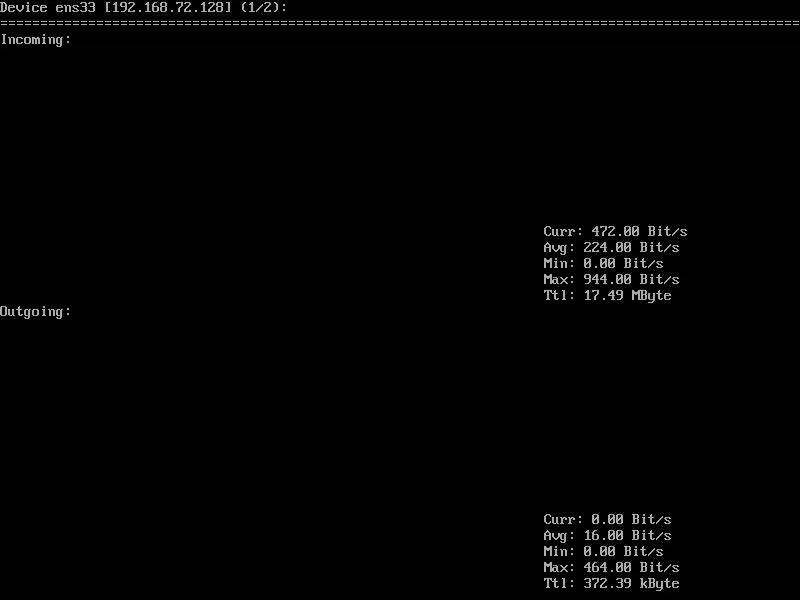 Device ens33 [192.168.72.128] (1/2):
====================================================================================================
Incoming:
Curr: 472.00 Bit/s
Avg: 224.00 Bit/s
Min: 0.00 Bit/s
Max: 944.00 Bit/s
Ttl: 17.49 MByte
Outgoing:
Curr: 0.00 Bit/s
Avg: 16.00 Bit/s
Min: 0.00 Bit/s
Max: 464.00 Bit/s
Ttl: 372.39 kByte